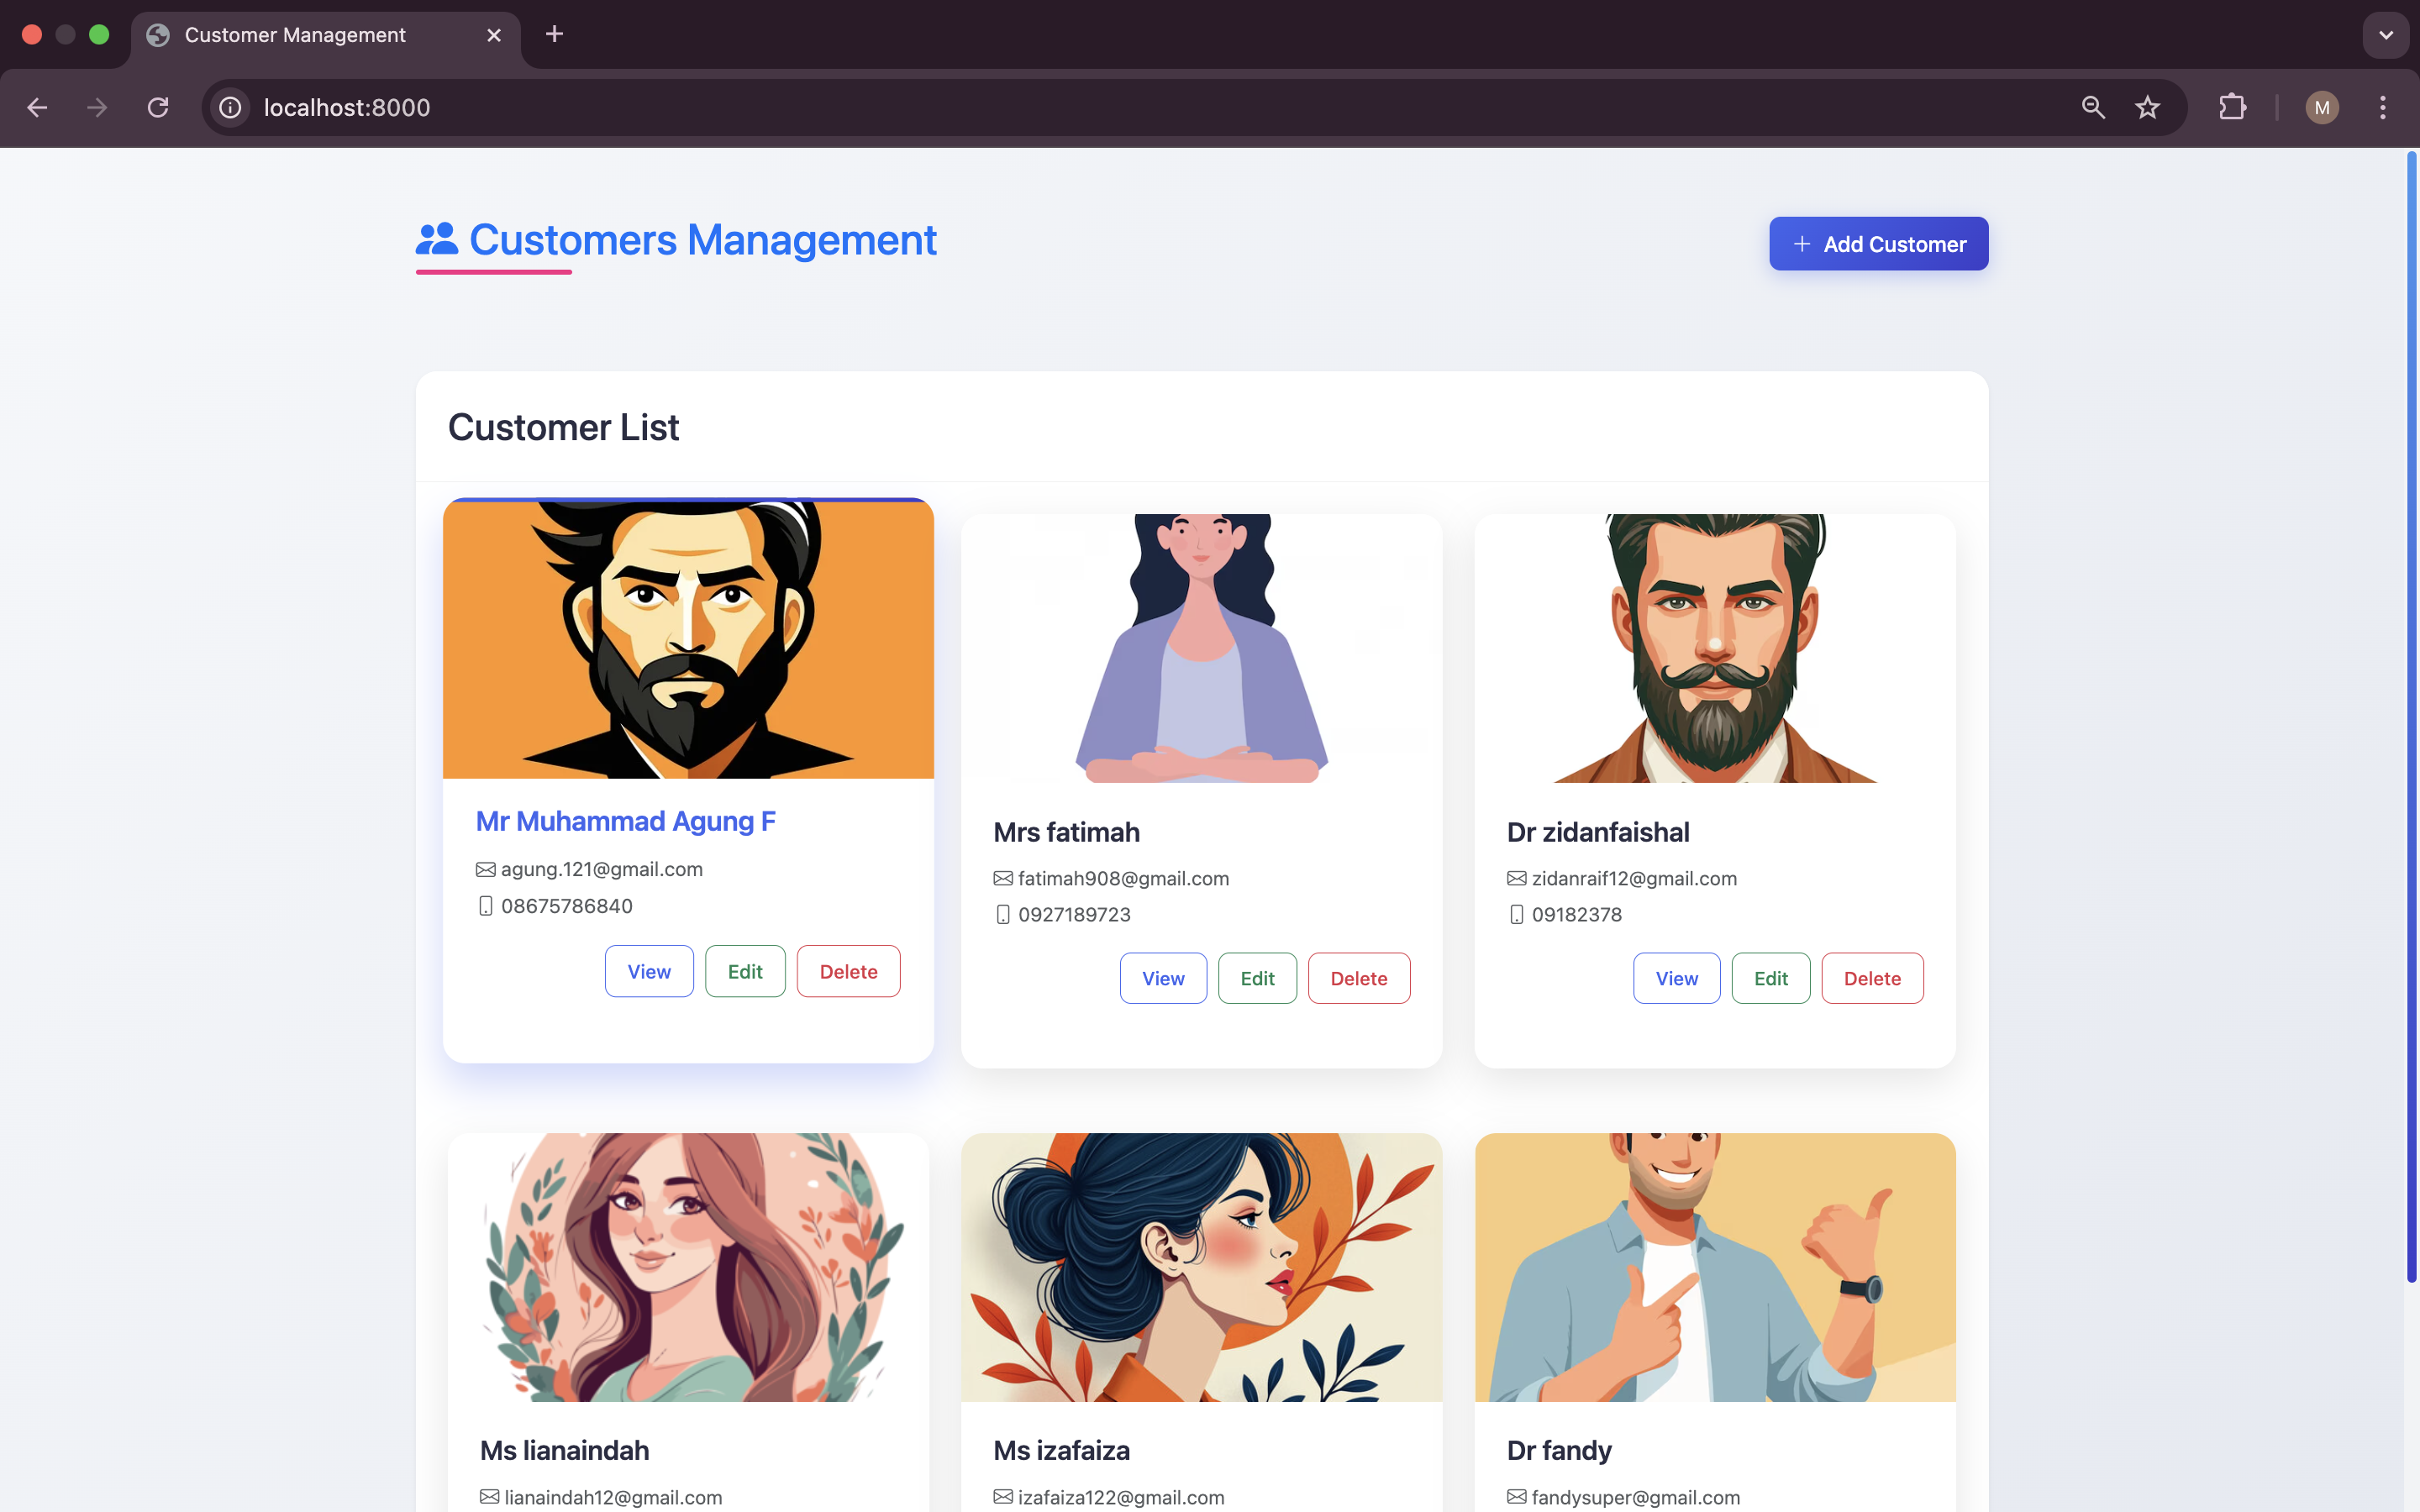 Customer Management
localhost:8000
M
Customers Management
Add Customer
Customer List
Mr Muhammad Agung F
agung.121@gmail.com
08675786840
View Edit Delete
Mrs fatimah
fatimah908@gmail.com
0927189723
View Edit Delete
Dr zidanfaishal
zidanraif12@gmail.com
09182378
View Edit Delete
Ms lianaindah
lianaindah12@gmail.com
Ms izafaiza
izafaiza122@gmail.com
Dr fandy
fandysuper@gmail.com